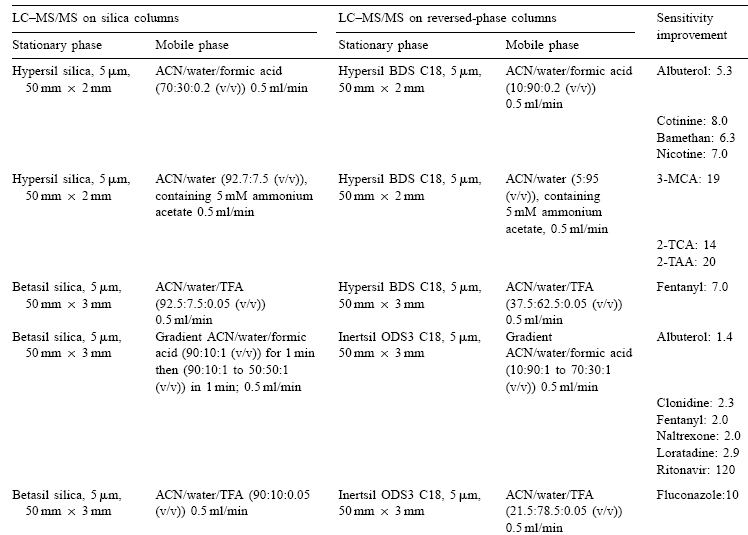 LC–MS/MS on silica columns
LC–MS/MS on reversed-phase columns
Sensitivity
improvement
Stationary phase
Mobile phase
Stationary phase
Mobile phase
Hypersil silica, 5 μm,
50 mm × 2 mm
ACN/water/formic acid
(70:30:0.2 (v/v)) 0.5 ml/min
Hypersil BDS C18, 5 μm,
50 mm × 2 mm
ACN/water/formic acid
(10:90:0.2 (v/v))
0.5 ml/min
Albuterol: 5.3
Cotinine: 8.0
Bamethan: 6.3
Nicotine: 7.0
Hypersil silica, 5 μm,
50 mm × 2 mm
ACN/water (92.7:7.5 (v/v)),
containing 5 mM ammonium
acetate 0.5 ml/min
Hypersil BDS C18, 5 μm,
50 mm × 2 mm
ACN/water (5:95
(v/v)), containing
5 mM ammonium
acetate, 0.5 ml/min
3-MCA: 19
2-TCA: 14
2-TAA: 20
Betasil silica, 5 μm,
50 mm × 3 mm
ACN/water/TFA
(92.5:7.5:0.05 (v/v))
0.5 ml/min
Hypersil BDS C18, 5 μm,
50 mm × 3 mm
ACN/water/TFA
(37.5:62.5:0.05 (v/v))
0.5 ml/min
Fentanyl: 7.0
Betasil silica, 5 μm,
50 mm × 3 mm
Gradient ACN/water/formic
acid (90:10:1 (v/v)) for 1 min
then (90:10:1 to 50:50:1
(v/v)) in 1 min; 0.5 ml/min
Inertsil ODS3 C18, 5 μm,
50 mm × 3 mm
Gradient
ACN/water/formic acid
(10:90:1 to 70:30:1
(v/v)) 0.5 ml/min
Albuterol: 1.4
Clonidine: 2.3
Fentanyl: 2.0
Naltrexone: 2.0
Loratadine: 2.9
Ritonavir: 120
Betasil silica, 5 μm,
50 mm × 3 mm
ACN/water/TFA (90:10:0.05
(v/v)) 0.5 ml/min
Inertsil ODS3 C18, 5 μm,
50 mm × 3 mm
ACN/water/TFA
(21.5:78.5:0.05 (v/v))
0.5 ml/min
Fluconazole:10